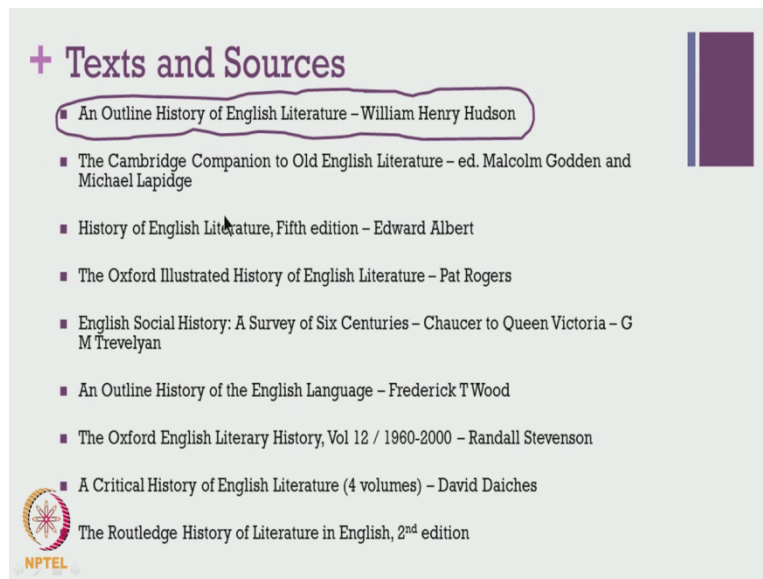 + Texts and Sources
An Outline History of English Literature – William Henry Hudson
The Cambridge Companion to Old English Literature – ed. Malcolm Godden and
Michael Lapidge
History of English Literature, Fifth edition – Edward Albert
The Oxford Illustrated History of English Literature – Pat Rogers
English Social History: A Survey of Six Centuries – Chaucer to Queen Victoria – G
M Trevelyan
An Outline History of the English Language – Frederick T Wood
The Oxford English Literary History, Vol 12 / 1960-2000 – Randall Stevenson
A Critical History of English Literature (4 volumes) – David Daiches
The Routledge History of Literature in English, 2nd edition
NPTEL